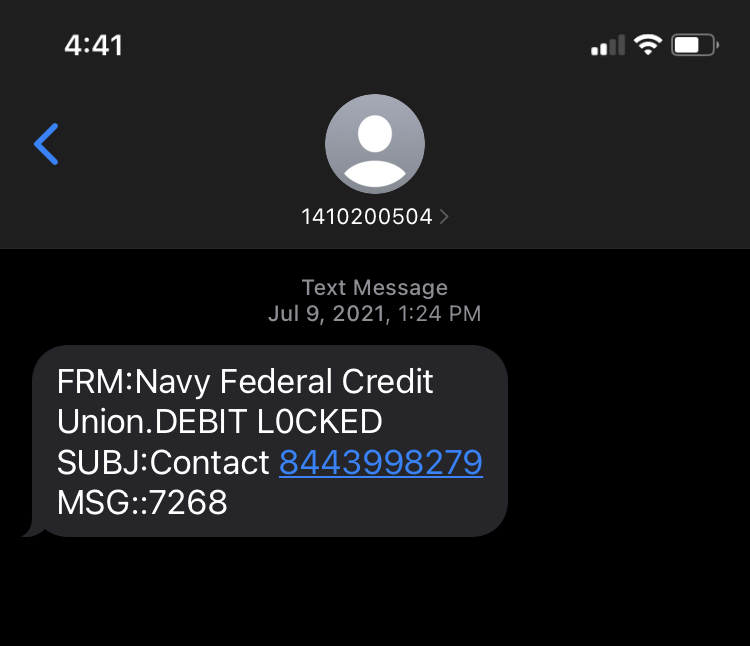 4:41
1410200504
Text Message
Jul 9, 2021, 1:24 PM
FRM:Navy Federal Credit
Union.DEBIT L0CKED
SUBJ:Contact 8443998279
MSG::7268